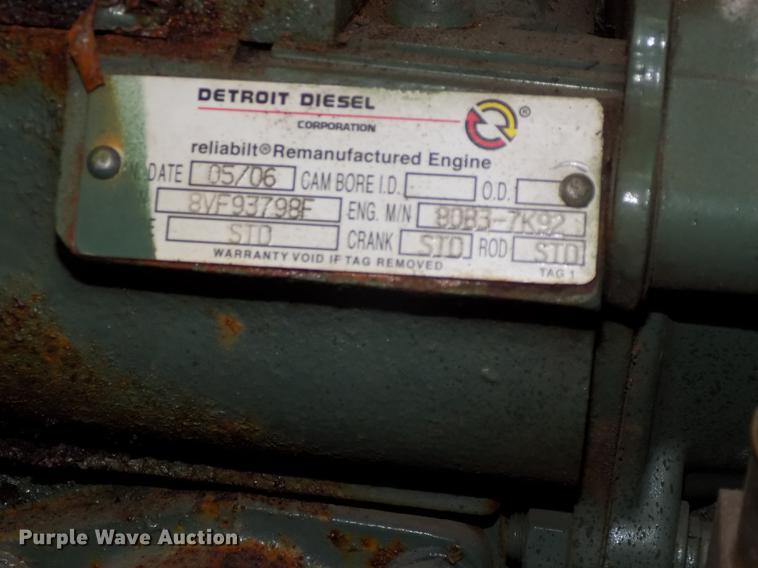 DETROIT DIESEL
CORPORATION
®
reliabilt® Remanufactured Engine
DATE 05/06 CAM BORE I.D. O.D.
8VF93798F ENG. M/N 8083-7K92
STD CRANK STD ROD STD
WARRANTY VOID IF TAG REMOVED
TAG 1
Purple Wave Auction